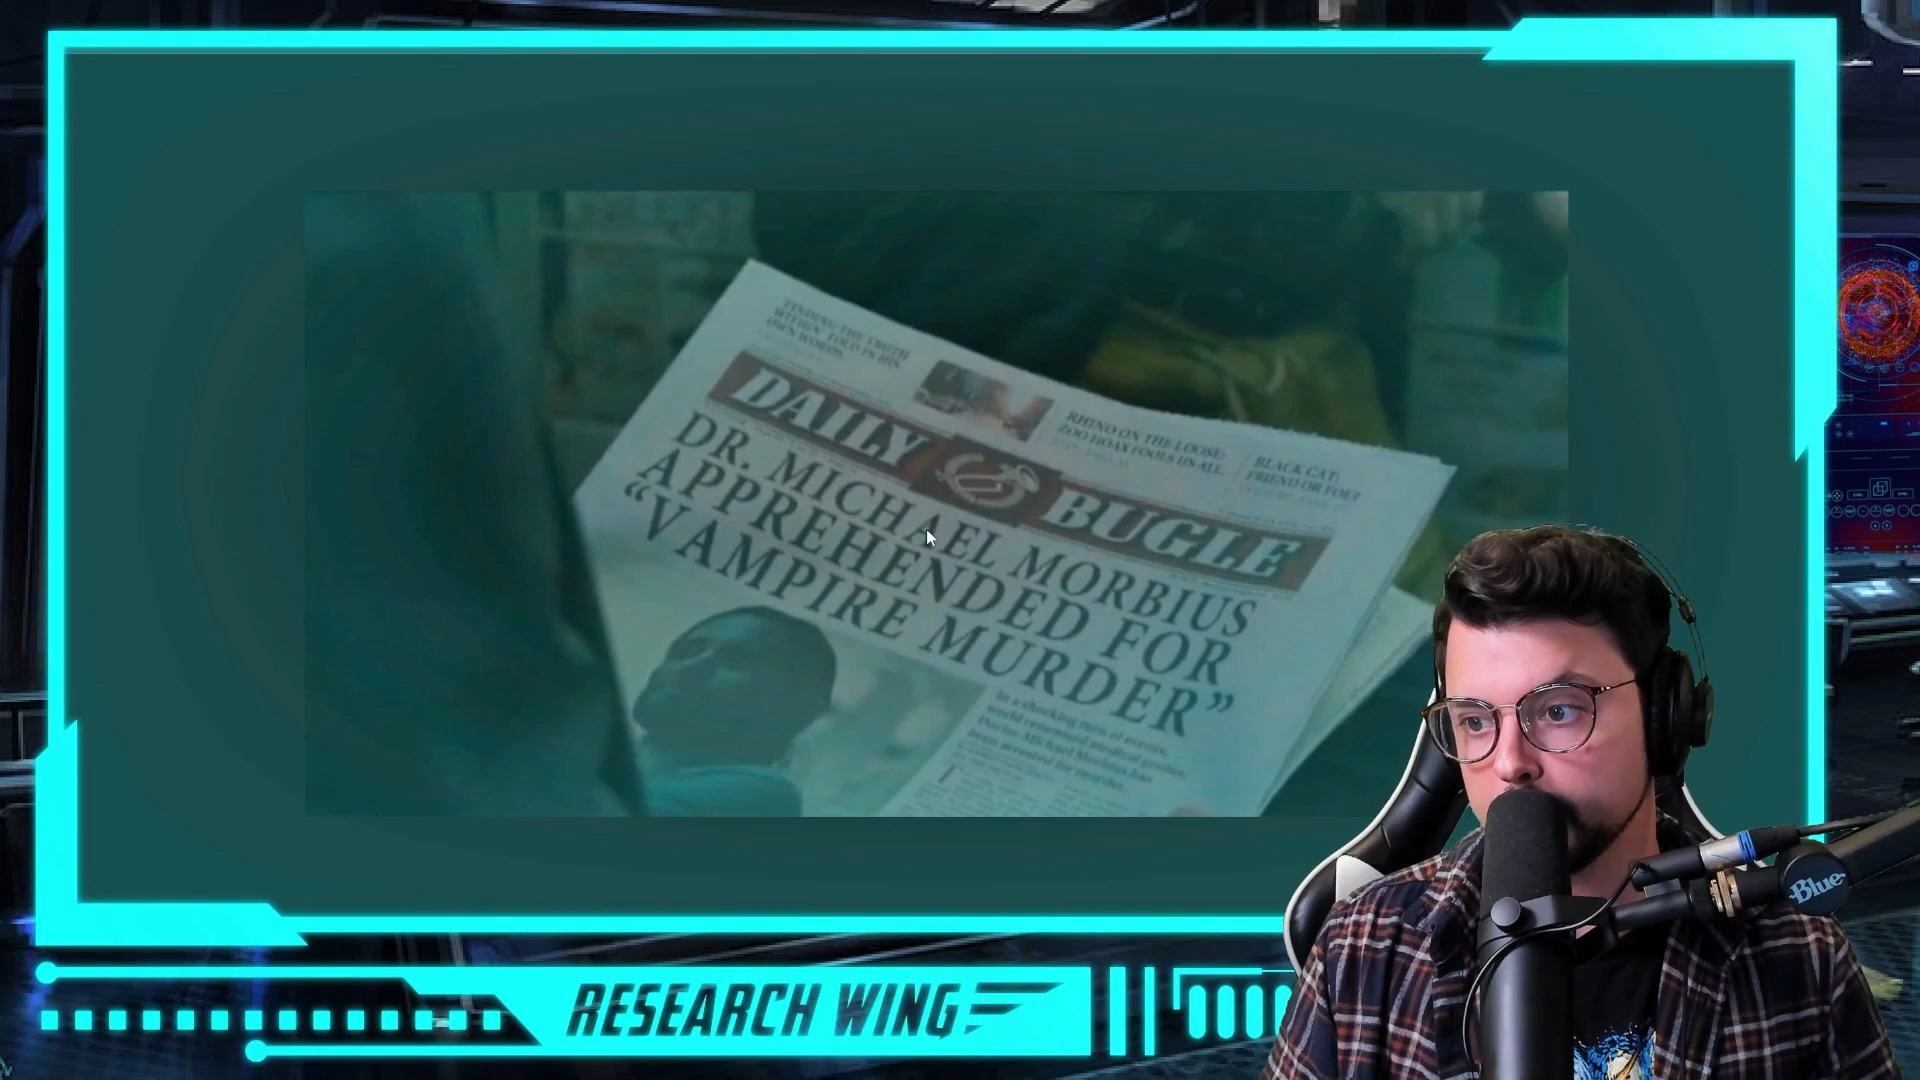 "FINDING THE TRUTH
WITHIN" TOLD IN HIS
OWN WORDS.
RHINO ON THE LOOSE:
ZOO HOAX FOOLS US ALL.
BLACK CAT:
FRIEND OR FOE?
DAILY BUGLE
DR. MICHAEL MORBIUS
APPREHENDED FOR
“VAMPIRE MURDER”
In a shocking turn of events,
world renowned medical genius,
Doctor Michael Morbius has
been arrested for murder.
Blue
RESEARCH WING